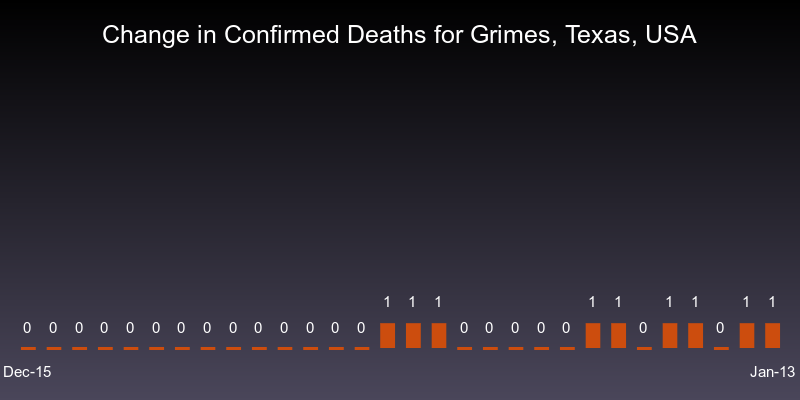 Change in Confirmed Deaths for Grimes, Texas, USA
0 0 0 0 0 0 0 0 0 0 0 0 0 0 1 1 1 0 0 0 0 0 1 1 0 1 1 0 1 1
Dec-15 Jan-13